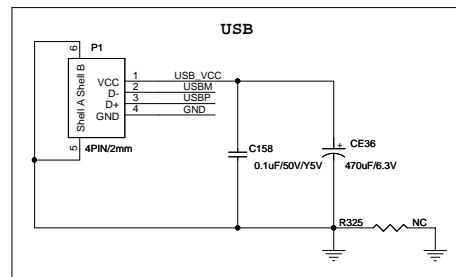 USB
6
P1
Shell A Shell B
VCC 1 USB_VCC
D- 2 USBM
D+ 3 USBP
GND 4 GND
5
4PIN/2mm
C158
0.1uF/50V/Y5V
+
CE36
470uF/6.3V
R325
NC